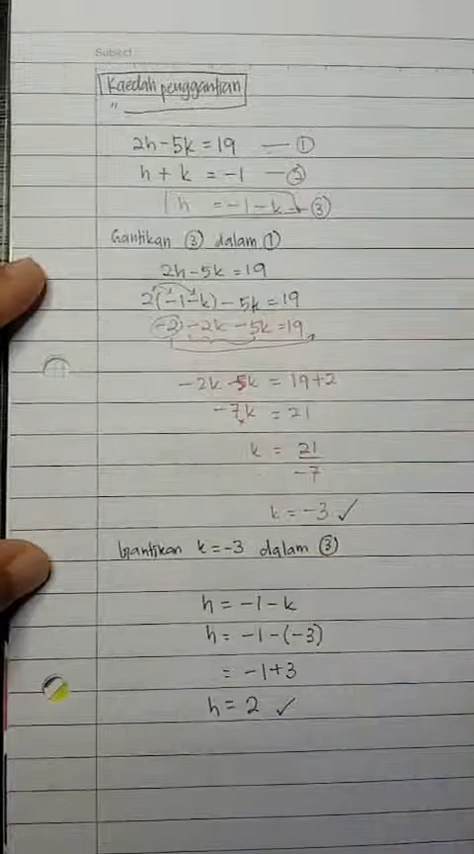 Subject
Kaedah penggantian
"
2h - 5k = 19 — ①
h + k = -1 — ②
h = -1 - k → ③
Gantikan ③ dalam ①
2h - 5k = 19
2(-1 - k) - 5k = 19
-2 - 2k - 5k = 19
-2k - 5k = 19 + 2
-7k = 21
k = 21
-7
k = -3 ✓
Gantikan k = -3 dalam ③
h = -1 - k
h = -1 - (-3)
= -1 + 3
h = 2 ✓